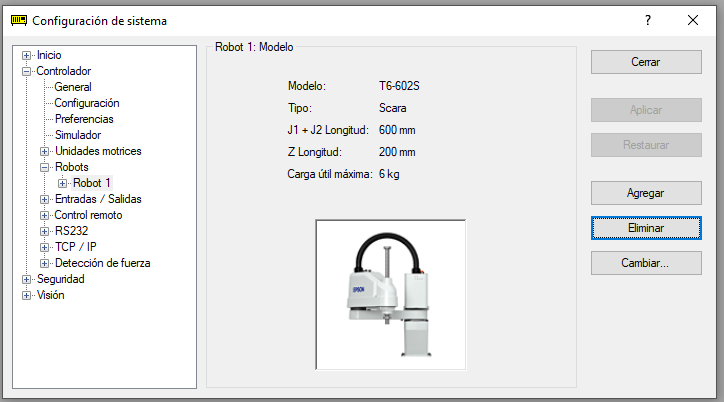 Configuración de sistema
?
Inicio
Controlador
General
Configuración
Preferencias
Simulador
Unidades motrices
Robots
Robot 1
Entradas / Salidas
Control remoto
RS232
TCP / IP
Detección de fuerza
Seguridad
Visión
Robot 1: Modelo
Modelo: T6-602S
Tipo: Scara
J1 + J2 Longitud: 600 mm
Z Longitud: 200 mm
Carga útil máxima: 6 kg
EPSON
Cerrar
Aplicar
Restaurar
Agregar
Eliminar
Cambiar...